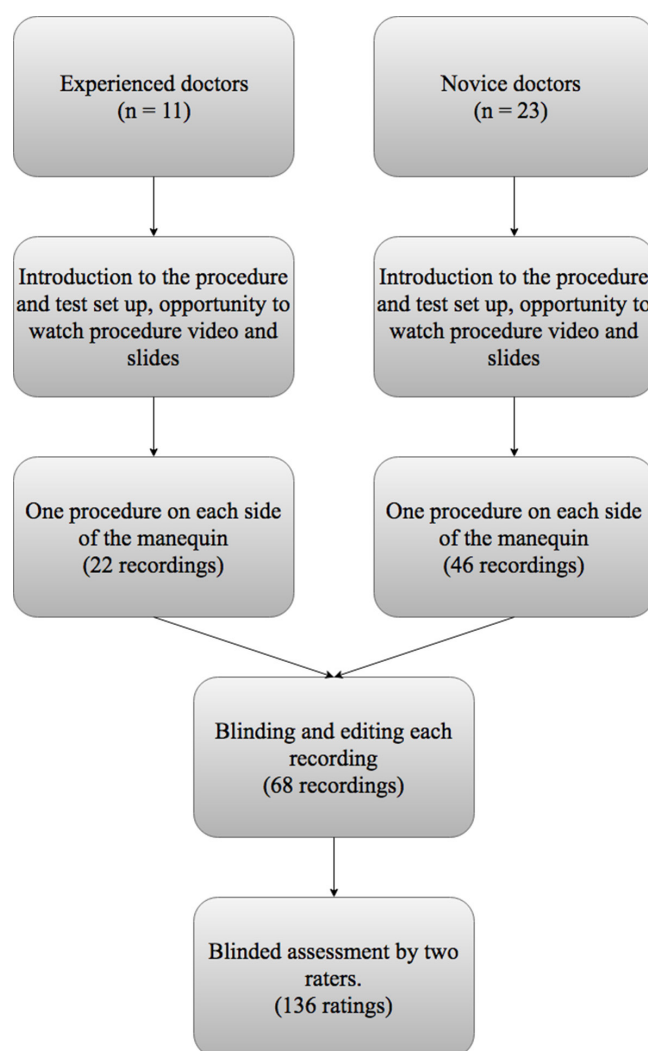 Experienced doctors
(n = 11)
Novice doctors
(n = 23)
Introduction to the procedure
and test set up, opportunity to
watch procedure video and
slides
Introduction to the procedure
and test set up, opportunity to
watch procedure video and
slides
One procedure on each side
of the manequin
(22 recordings)
One procedure on each side
of the manequin
(46 recordings)
Blinding and editing each
recording
(68 recordings)
Blinded assessment by two
raters.
(136 ratings)